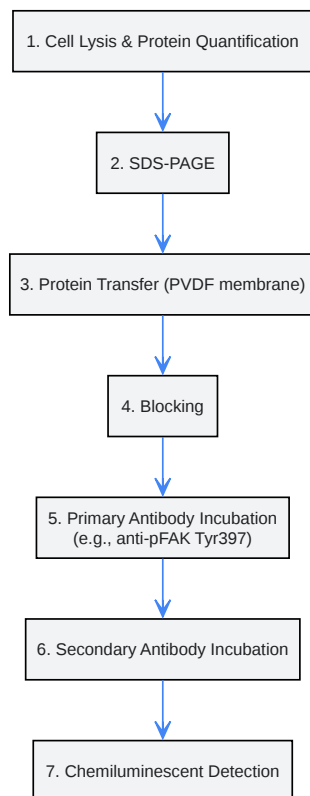 1. Cell Lysis & Protein Quantification
2. SDS-PAGE
3. Protein Transfer (PVDF membrane)
4. Blocking
5. Primary Antibody Incubation
(e.g., anti-pFAK Tyr397)
6. Secondary Antibody Incubation
7. Chemiluminescent Detection